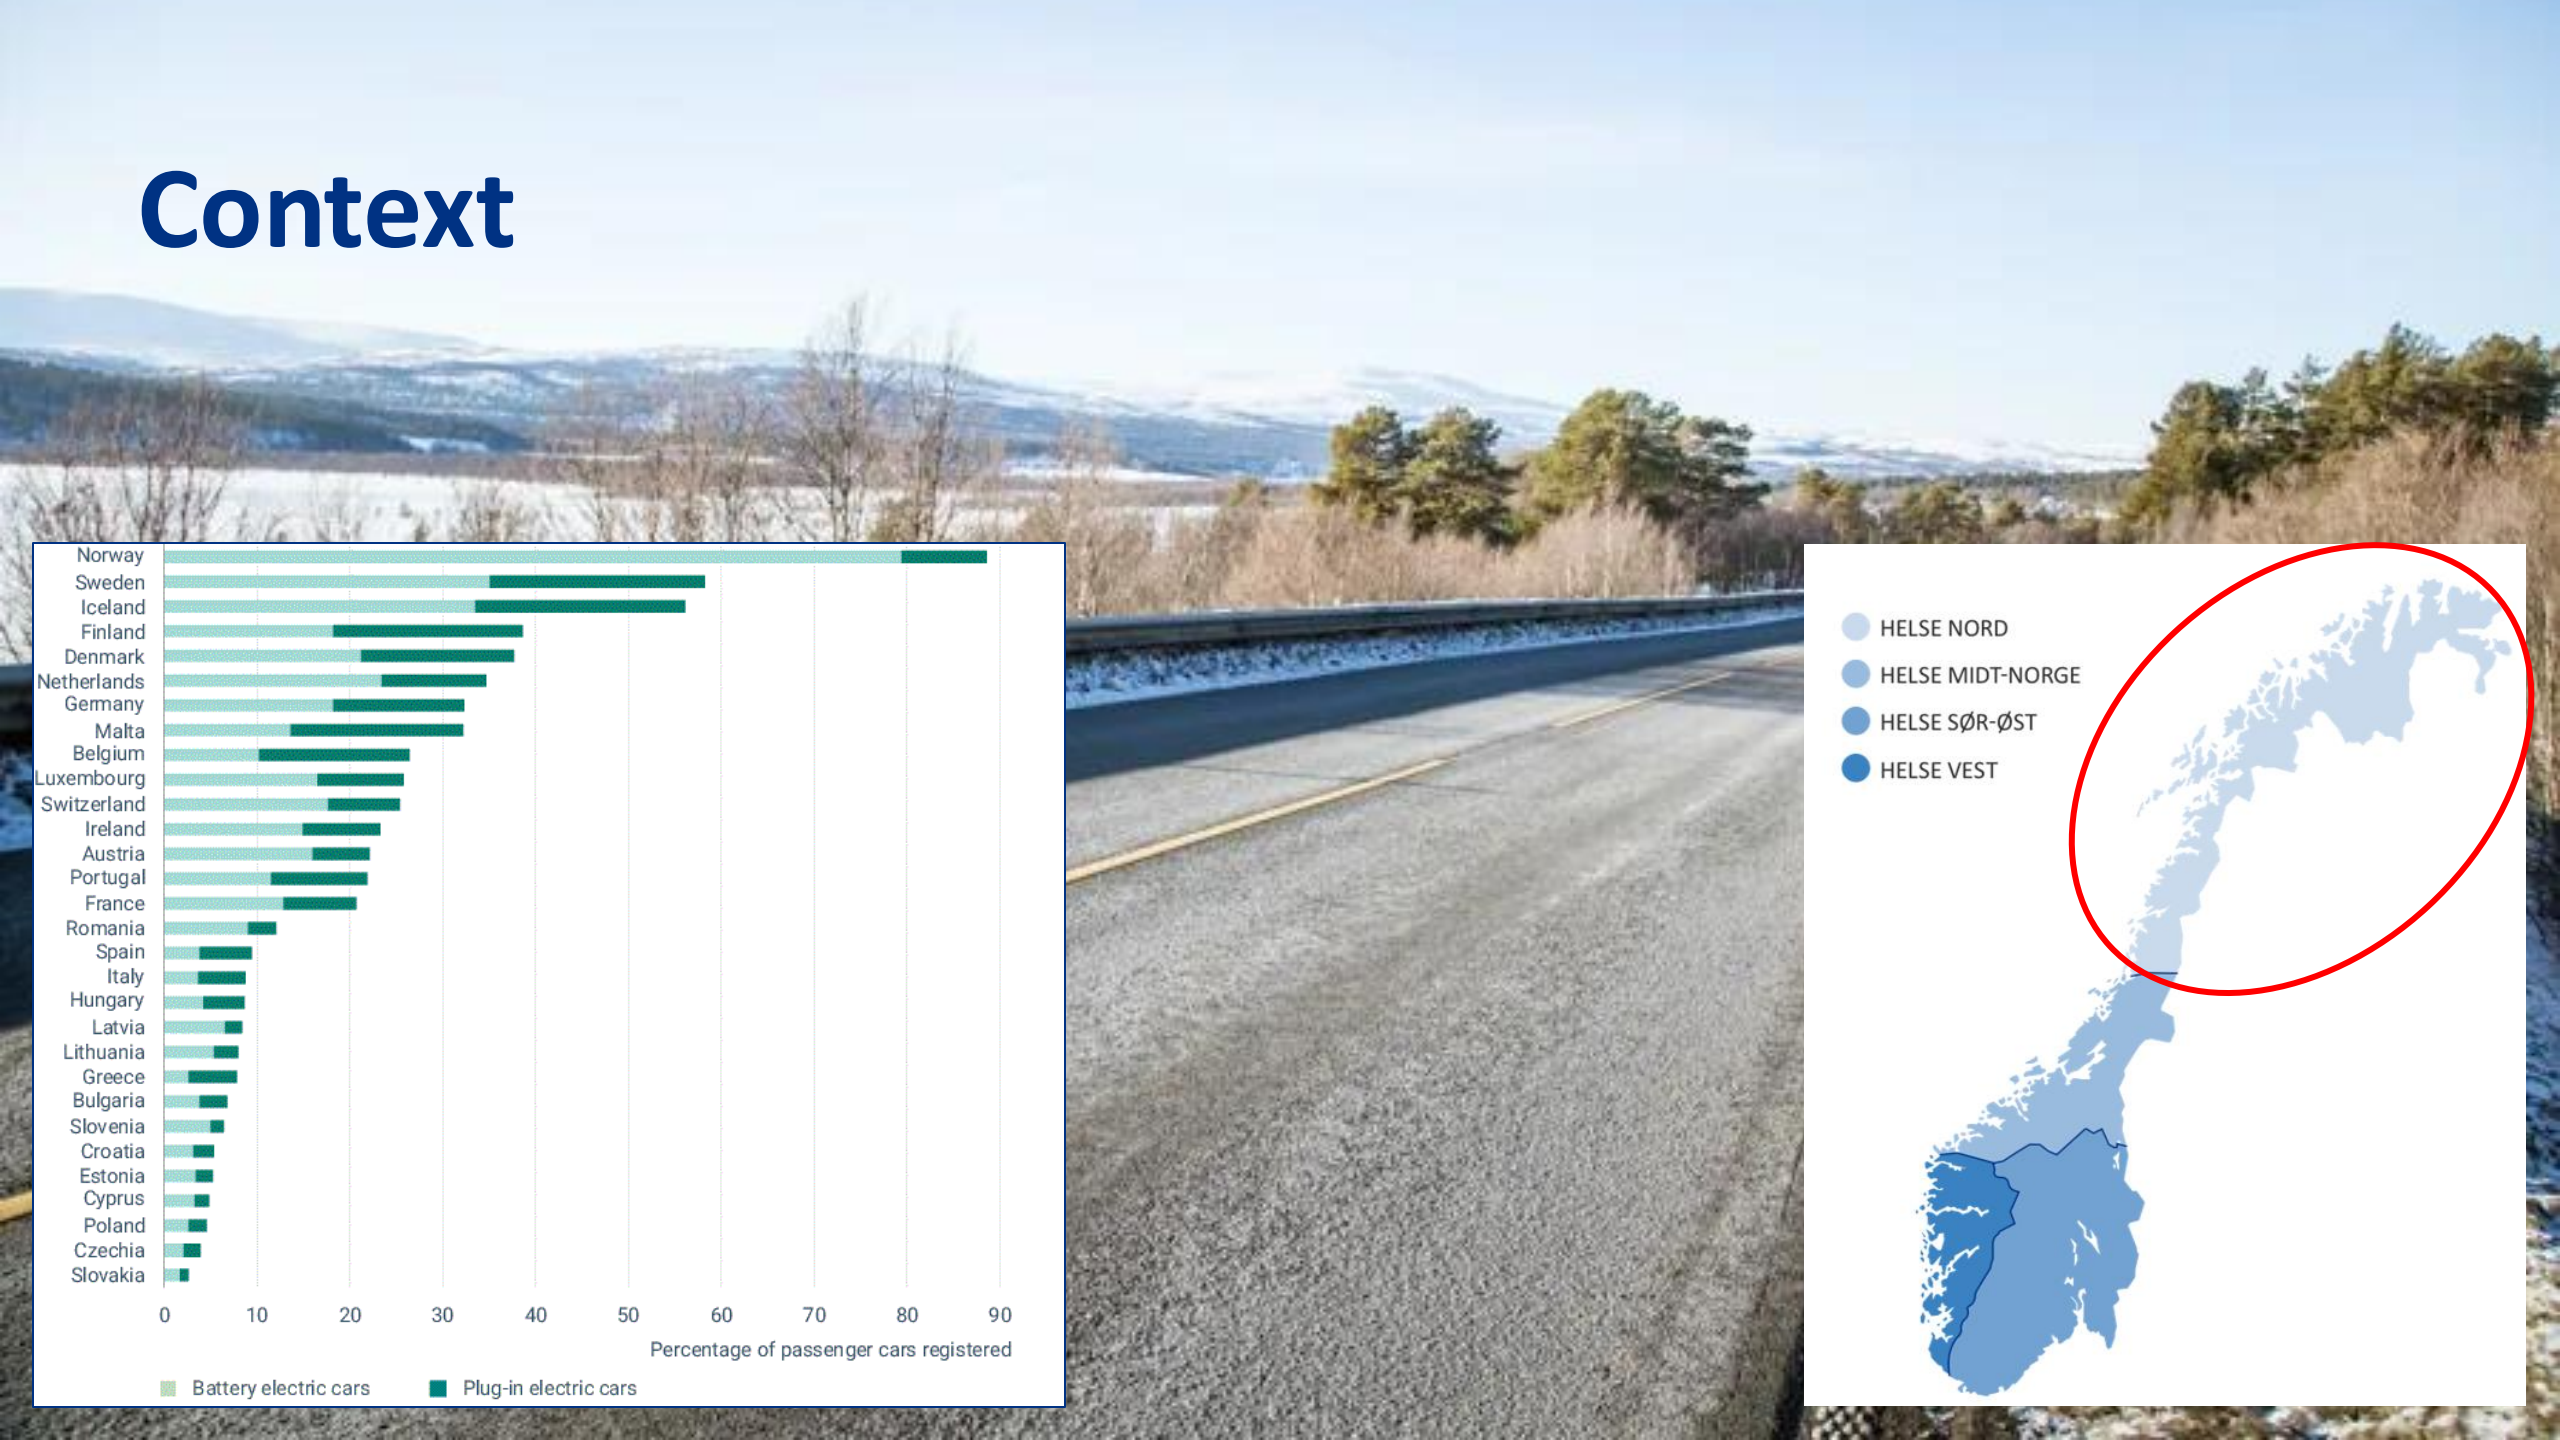 Context
Norway
Sweden
Iceland
Finland
Denmark
Netherlands
Germany
Malta
Belgium
Luxembourg
Switzerland
Ireland
Austria
Portugal
France
Romania
Spain
Italy
Hungary
Latvia
Lithuania
Greece
Bulgaria
Slovenia
Croatia
Estonia
Cyprus
Poland
Czechia
Slovakia
0 10 20 30 40 50 60 70 80 90
Percentage of passenger cars registered
Battery electric cars Plug-in electric cars
HELSE NORD
HELSE MIDT-NORGE
HELSE SØR-ØST
HELSE VEST